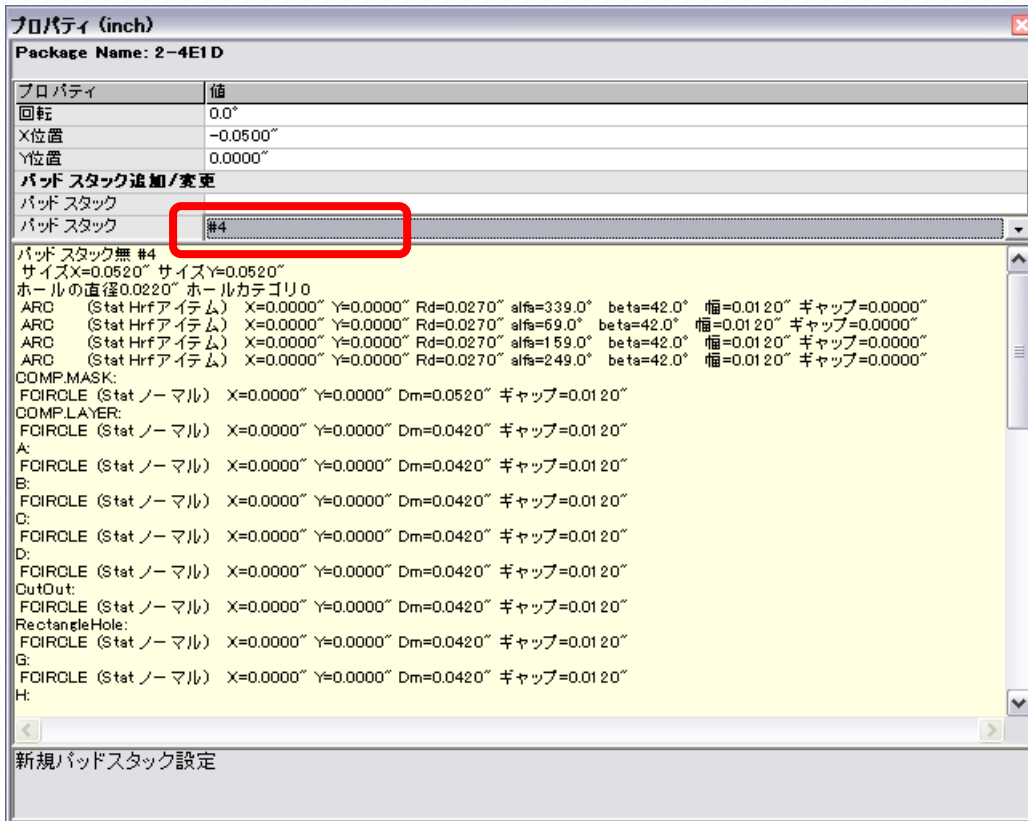 プロパティ (inch)
Package Name: 2-4E1D
プロパティ 値
回転 0.0°
X位置 -0.0500″
Y位置 0.0000″
パッド スタック追加/変更
パッド スタック
パッド スタック #4
パッド スタック無 #4
サイズX=0.0520″ サイズY=0.0520″
ホールの直径0.0220″ ホールカテゴリ0
ARC (Stat Hrfアイテム) X=0.0000″ Y=0.0000″ Rd=0.0270″ alfa=339.0° beta=42.0° 幅=0.0120″ ギャップ=0.0000″
ARC (Stat Hrfアイテム) X=0.0000″ Y=0.0000″ Rd=0.0270″ alfa=69.0° beta=42.0° 幅=0.0120″ ギャップ=0.0000″
ARC (Stat Hrfアイテム) X=0.0000″ Y=0.0000″ Rd=0.0270″ alfa=159.0° beta=42.0° 幅=0.0120″ ギャップ=0.0000″
ARC (Stat Hrfアイテム) X=0.0000″ Y=0.0000″ Rd=0.0270″ alfa=249.0° beta=42.0° 幅=0.0120″ ギャップ=0.0000″
COMP.MASK:
FCIRCLE (Stat ノーマル) X=0.0000″ Y=0.0000″ Dm=0.0520″ ギャップ=0.0120″
COMP.LAYER:
FCIRCLE (Stat ノーマル) X=0.0000″ Y=0.0000″ Dm=0.0420″ ギャップ=0.0120″
A:
FCIRCLE (Stat ノーマル) X=0.0000″ Y=0.0000″ Dm=0.0420″ ギャップ=0.0120″
B:
FCIRCLE (Stat ノーマル) X=0.0000″ Y=0.0000″ Dm=0.0420″ ギャップ=0.0120″
C:
FCIRCLE (Stat ノーマル) X=0.0000″ Y=0.0000″ Dm=0.0420″ ギャップ=0.0120″
D:
FCIRCLE (Stat ノーマル) X=0.0000″ Y=0.0000″ Dm=0.0420″ ギャップ=0.0120″
CutOut:
FCIRCLE (Stat ノーマル) X=0.0000″ Y=0.0000″ Dm=0.0420″ ギャップ=0.0120″
RectangleHole:
FCIRCLE (Stat ノーマル) X=0.0000″ Y=0.0000″ Dm=0.0420″ ギャップ=0.0120″
G:
FCIRCLE (Stat ノーマル) X=0.0000″ Y=0.0000″ Dm=0.0420″ ギャップ=0.0120″
H:
新規パッドスタック設定